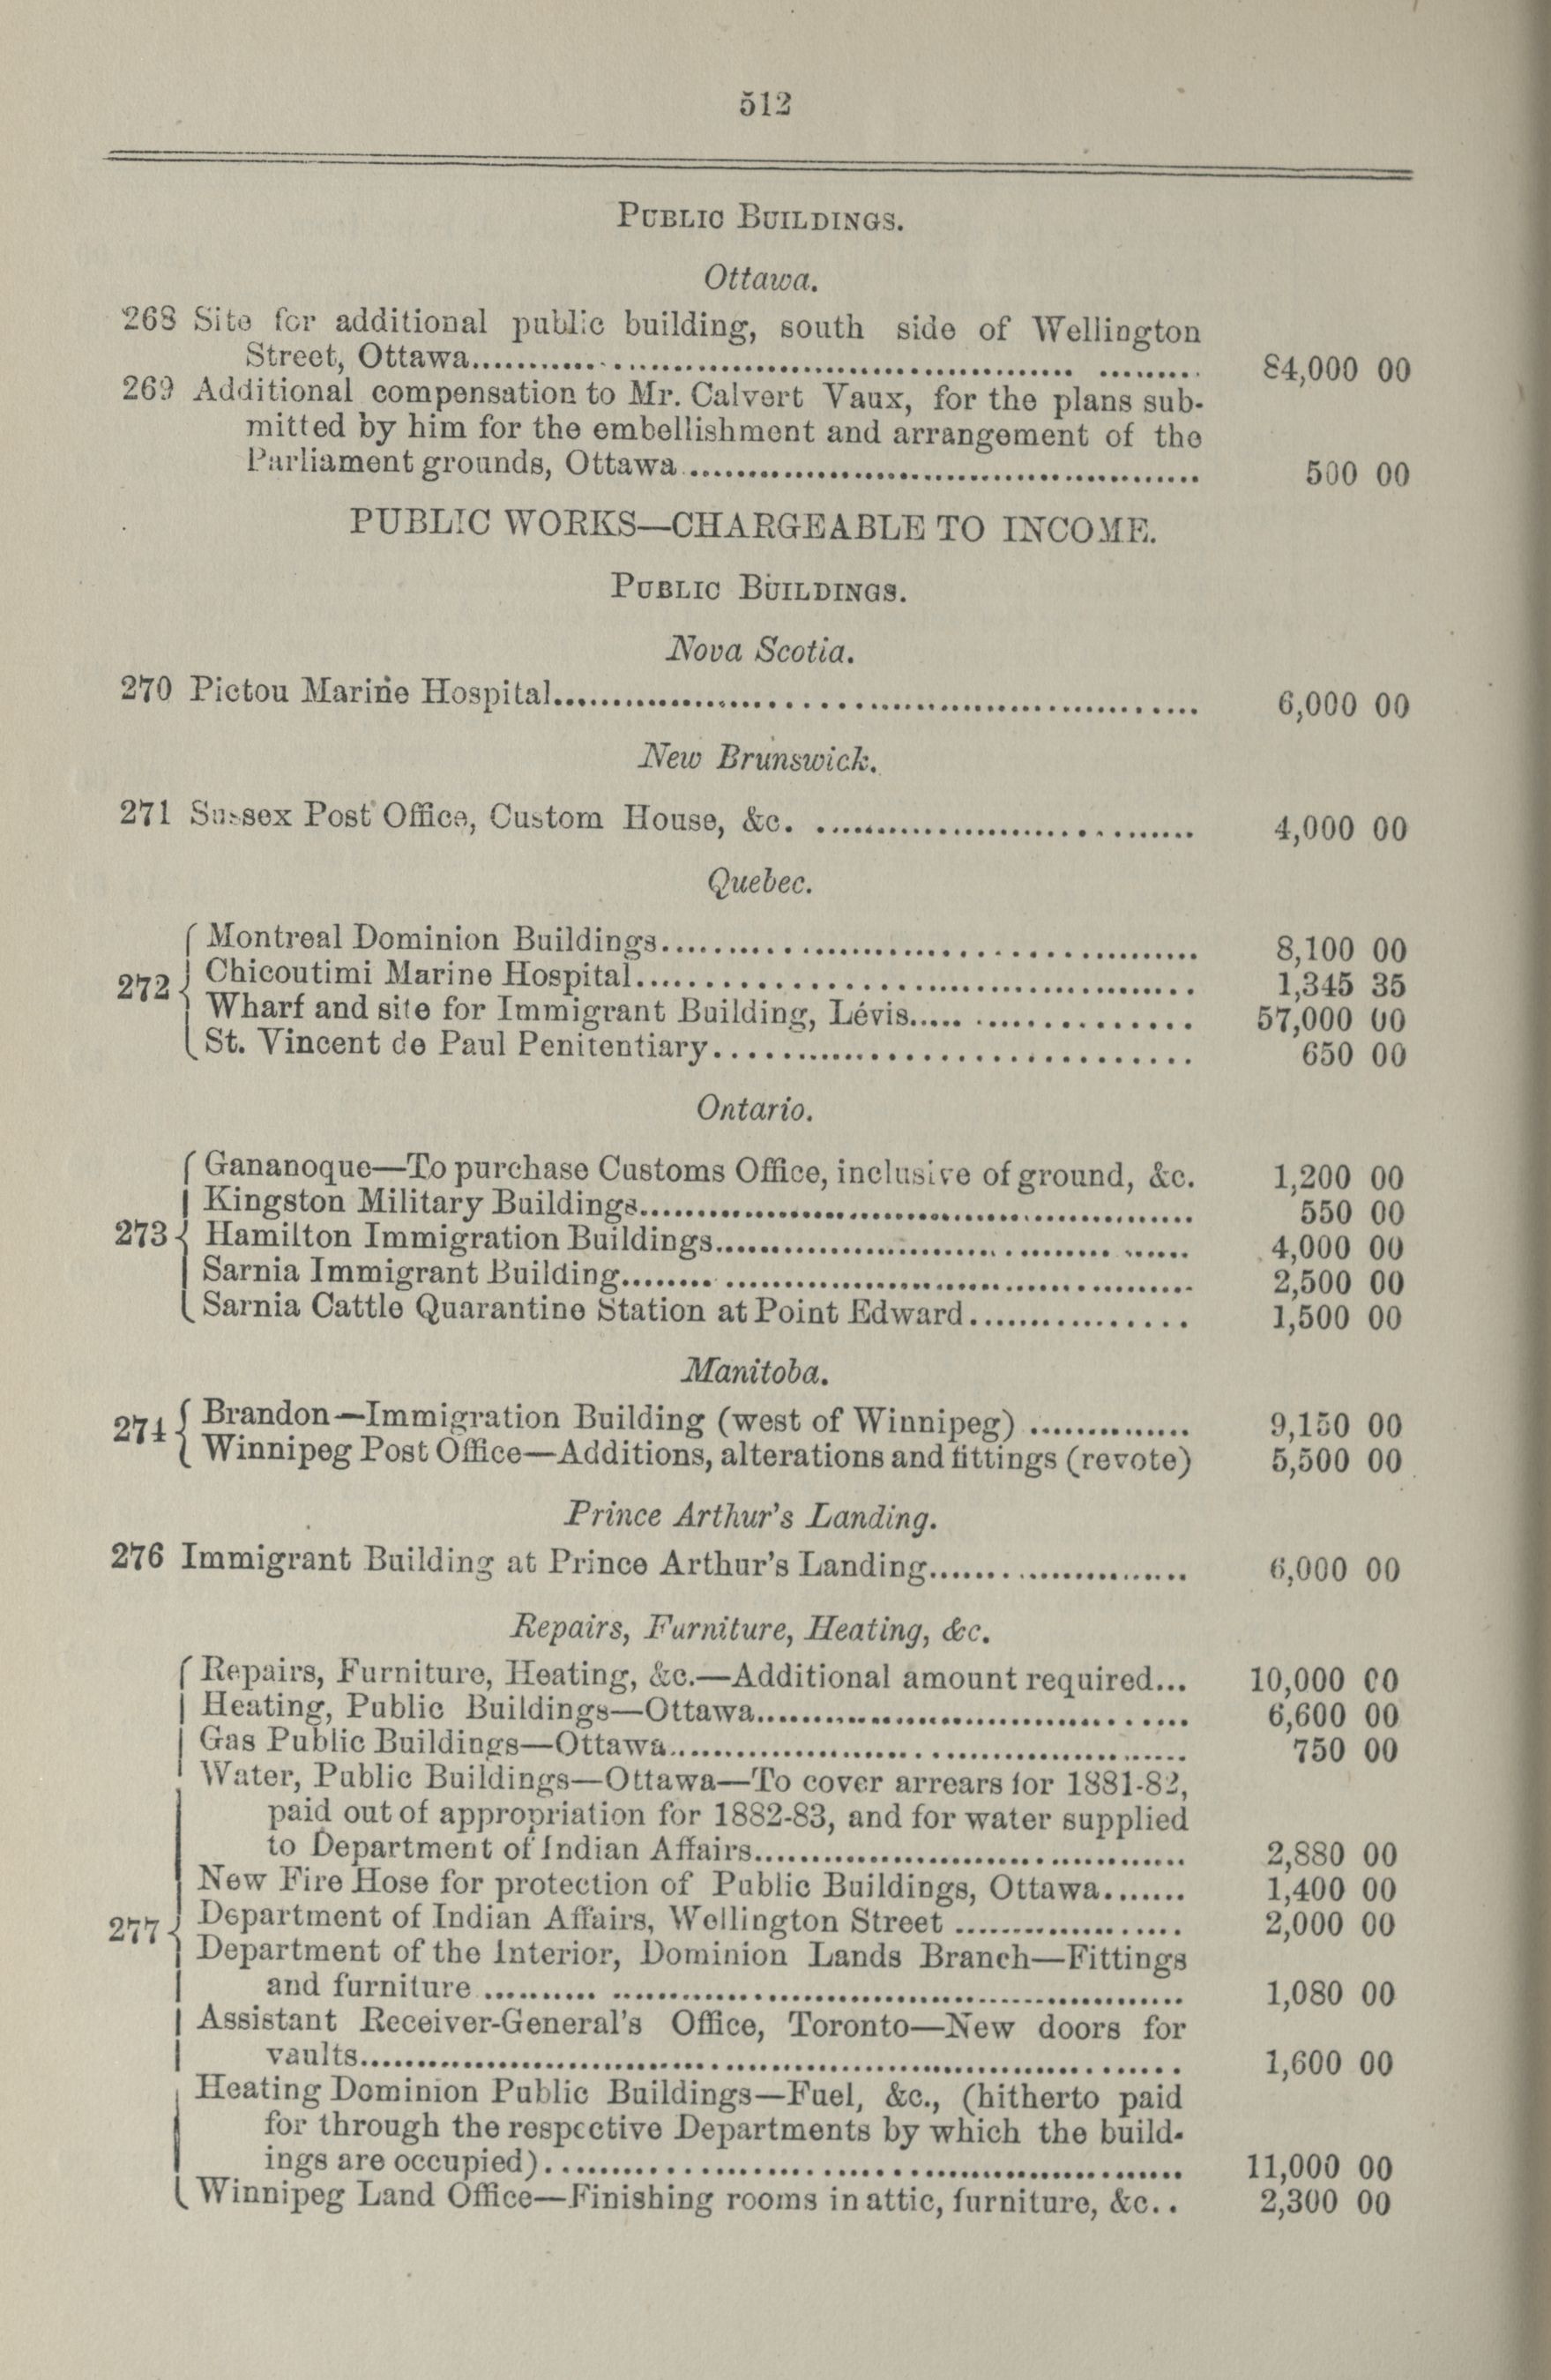 512
PUBLIC BUILDINGS.
Ottawa.
268 Site for additional public building, south side of Wellington
Street, Ottawa........ 84,000 00
269 Additional compensation to Mr. Calvert Vaux, for the plans sub-
mitted by him for the embellishment and arrangement of the
Parliament grounds, Ottawa........ 500 00
PUBLIC WORKS—CHARGEABLE TO INCOME.
PUBLIC BUILDINGS.
Nova Scotia.
270 Pictou Marine Hospital........ 6,000 00
New Brunswick.
271 Sussex Post Office, Custom House, &c. ........ 4,000 00
Quebec.
Montreal Dominion Buildings........ 8,100 00
272 Chicoutimi Marine Hospital........ 1,345 35
Wharf and site for Immigrant Building, Lévis........ 57,000 00
St. Vincent de Paul Penitentiary........ 650 00
Ontario.
Gananoque—To purchase Customs Office, inclusive of ground, &c. 1,200 00
Kingston Military Buildings........ 550 00
273 Hamilton Immigration Buildings........ 4,000 00
Sarnia Immigrant Building........ 2,500 00
Sarnia Cattle Quarantine Station at Point Edward........ 1,500 00
Manitoba.
274 Brandon—Immigration Building (west of Winnipeg) ........ 9,150 00
Winnipeg Post Office—Additions, alterations and fittings (revote) 5,500 00
Prince Arthur's Landing.
276 Immigrant Building at Prince Arthur's Landing........ 6,000 00
Repairs, Furniture, Heating, &c.
Repairs, Furniture, Heating, &c.—Additional amount required... 10,000 00
Heating, Public Buildings—Ottawa........ 6,600 00
Gas Public Buildings—Ottawa........ 750 00
Water, Public Buildings—Ottawa—To cover arrears for 1881-82,
paid out of appropriation for 1882-83, and for water supplied
to Department of Indian Affairs........ 2,880 00
New Fire Hose for protection of Public Buildings, Ottawa........ 1,400 00
277 Department of Indian Affairs, Wellington Street ........ 2,000 00
Department of the Interior, Dominion Lands Branch—Fittings
and furniture ........ 1,080 00
Assistant Receiver-General's Office, Toronto—New doors for
vaults........ 1,600 00
Heating Dominion Public Buildings—Fuel, &c., (hitherto paid
for through the respective Departments by which the build-
ings are occupied)........ 11,000 00
Winnipeg Land Office—Finishing rooms in attic, furniture, &c.. 2,300 00